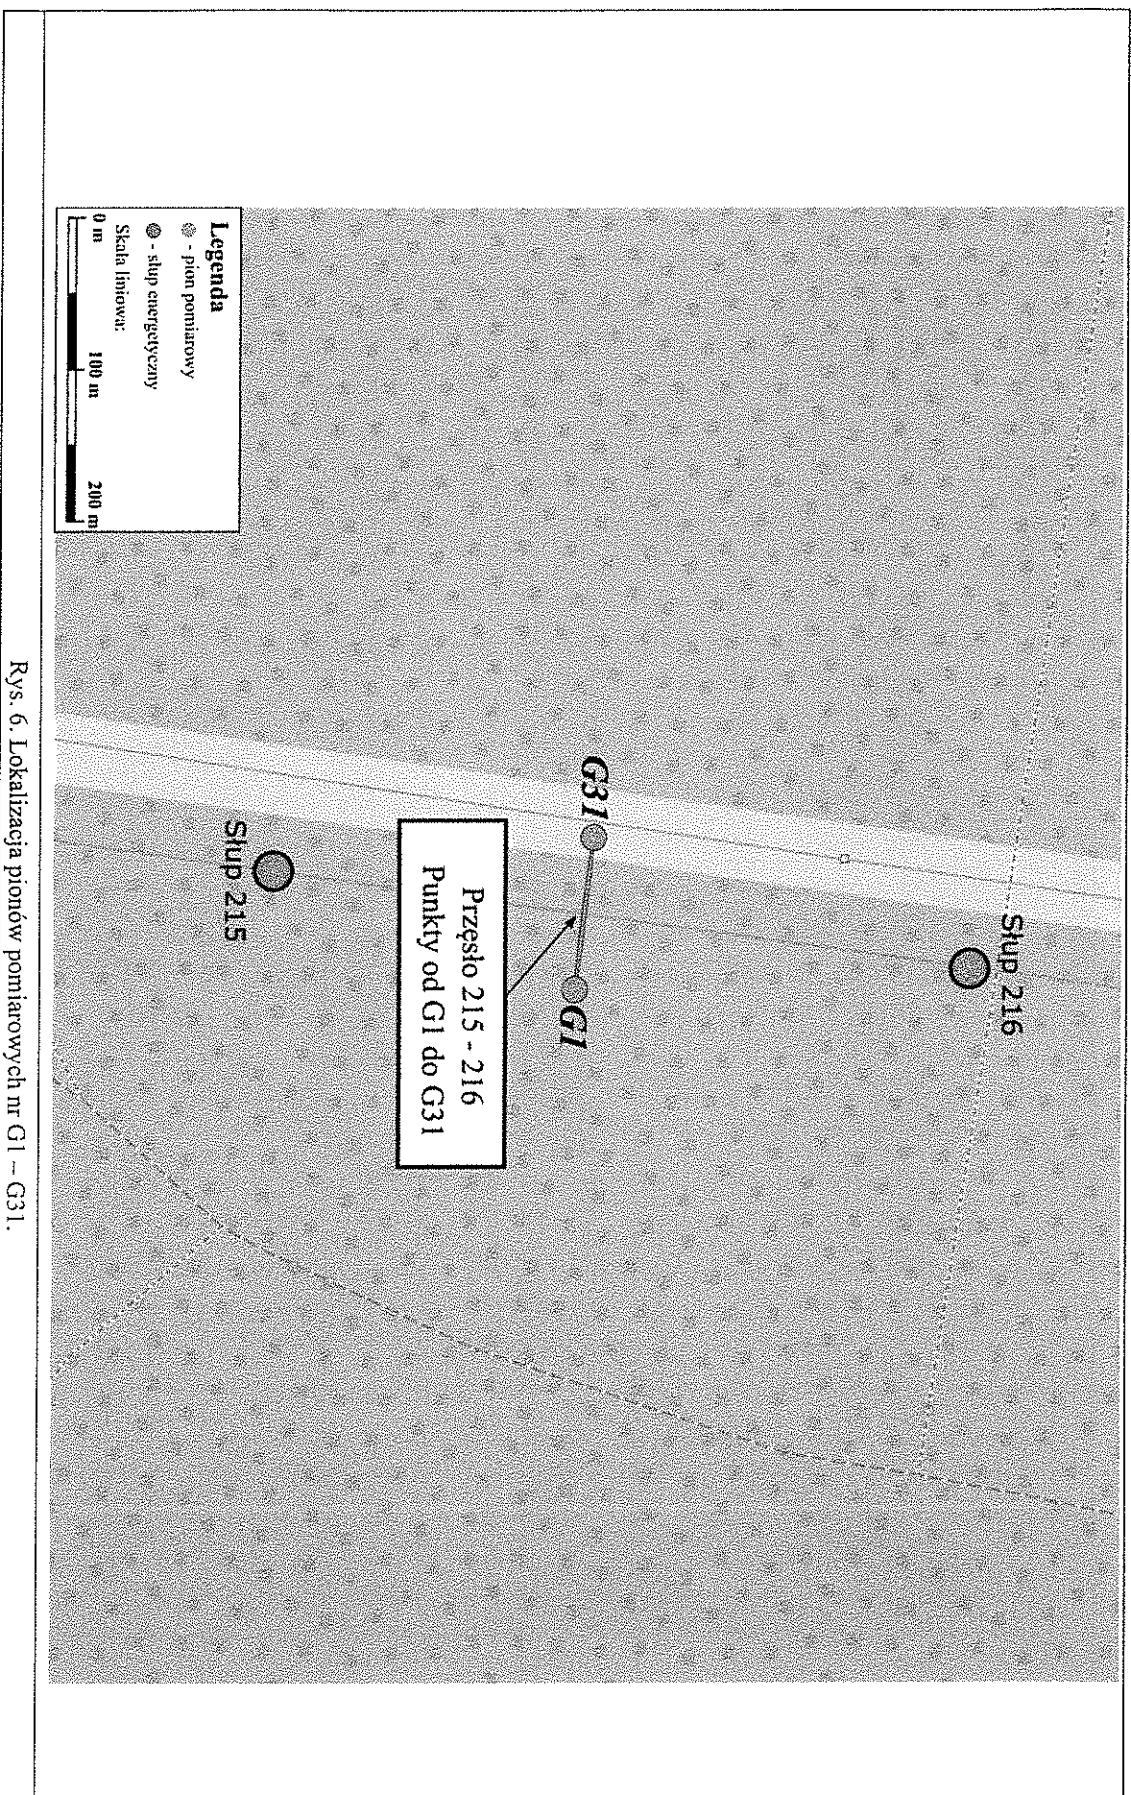 Słup 216
G31
G1
Przęsło 215 - 216
Punkty od G1 do G31
Słup 215
Legenda
- pion pomiarowy
- słup energetyczny
Skala liniowa:
0 m 100 m 200 m
Rys. 6. Lokalizacja pionów pomiarowych nr G1 – G31.